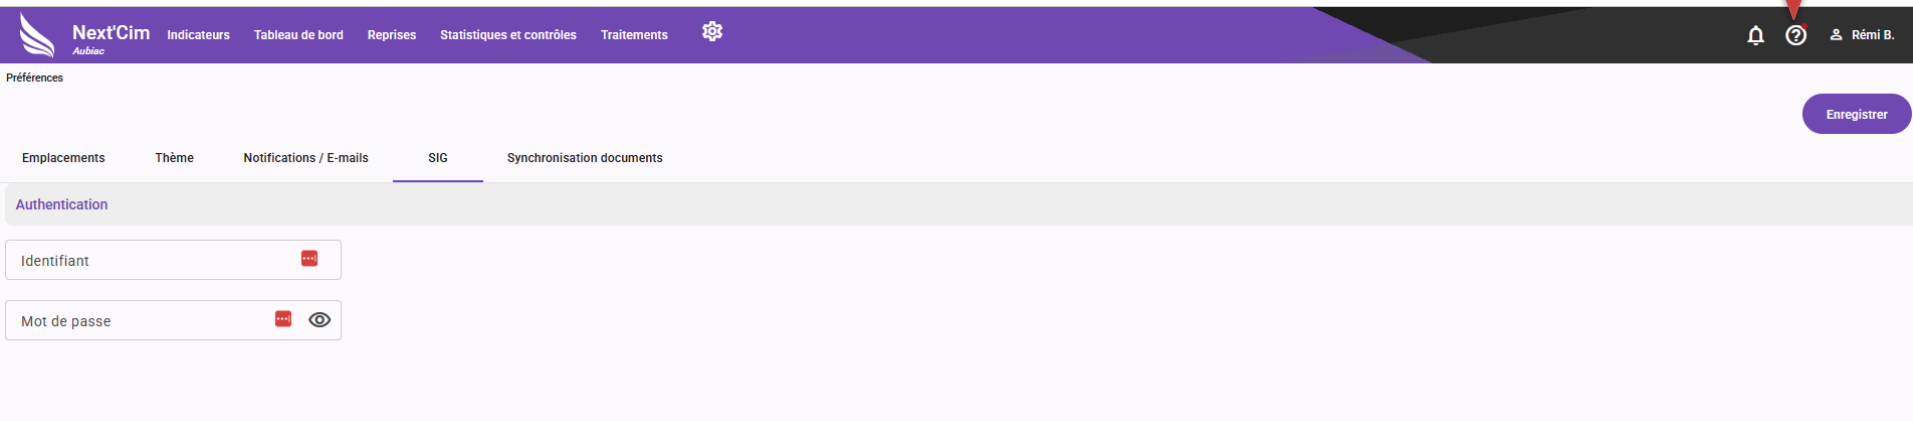 Next'Cim Indicateurs Tableau de bord Reprises Statistiques et contrôles Traitements Rémi B.
Aubiac
Préférences
Enregistrer
Emplacements Thème Notifications / E-mails SIG Synchronisation documents
Authentication
Identifiant
Mot de passe